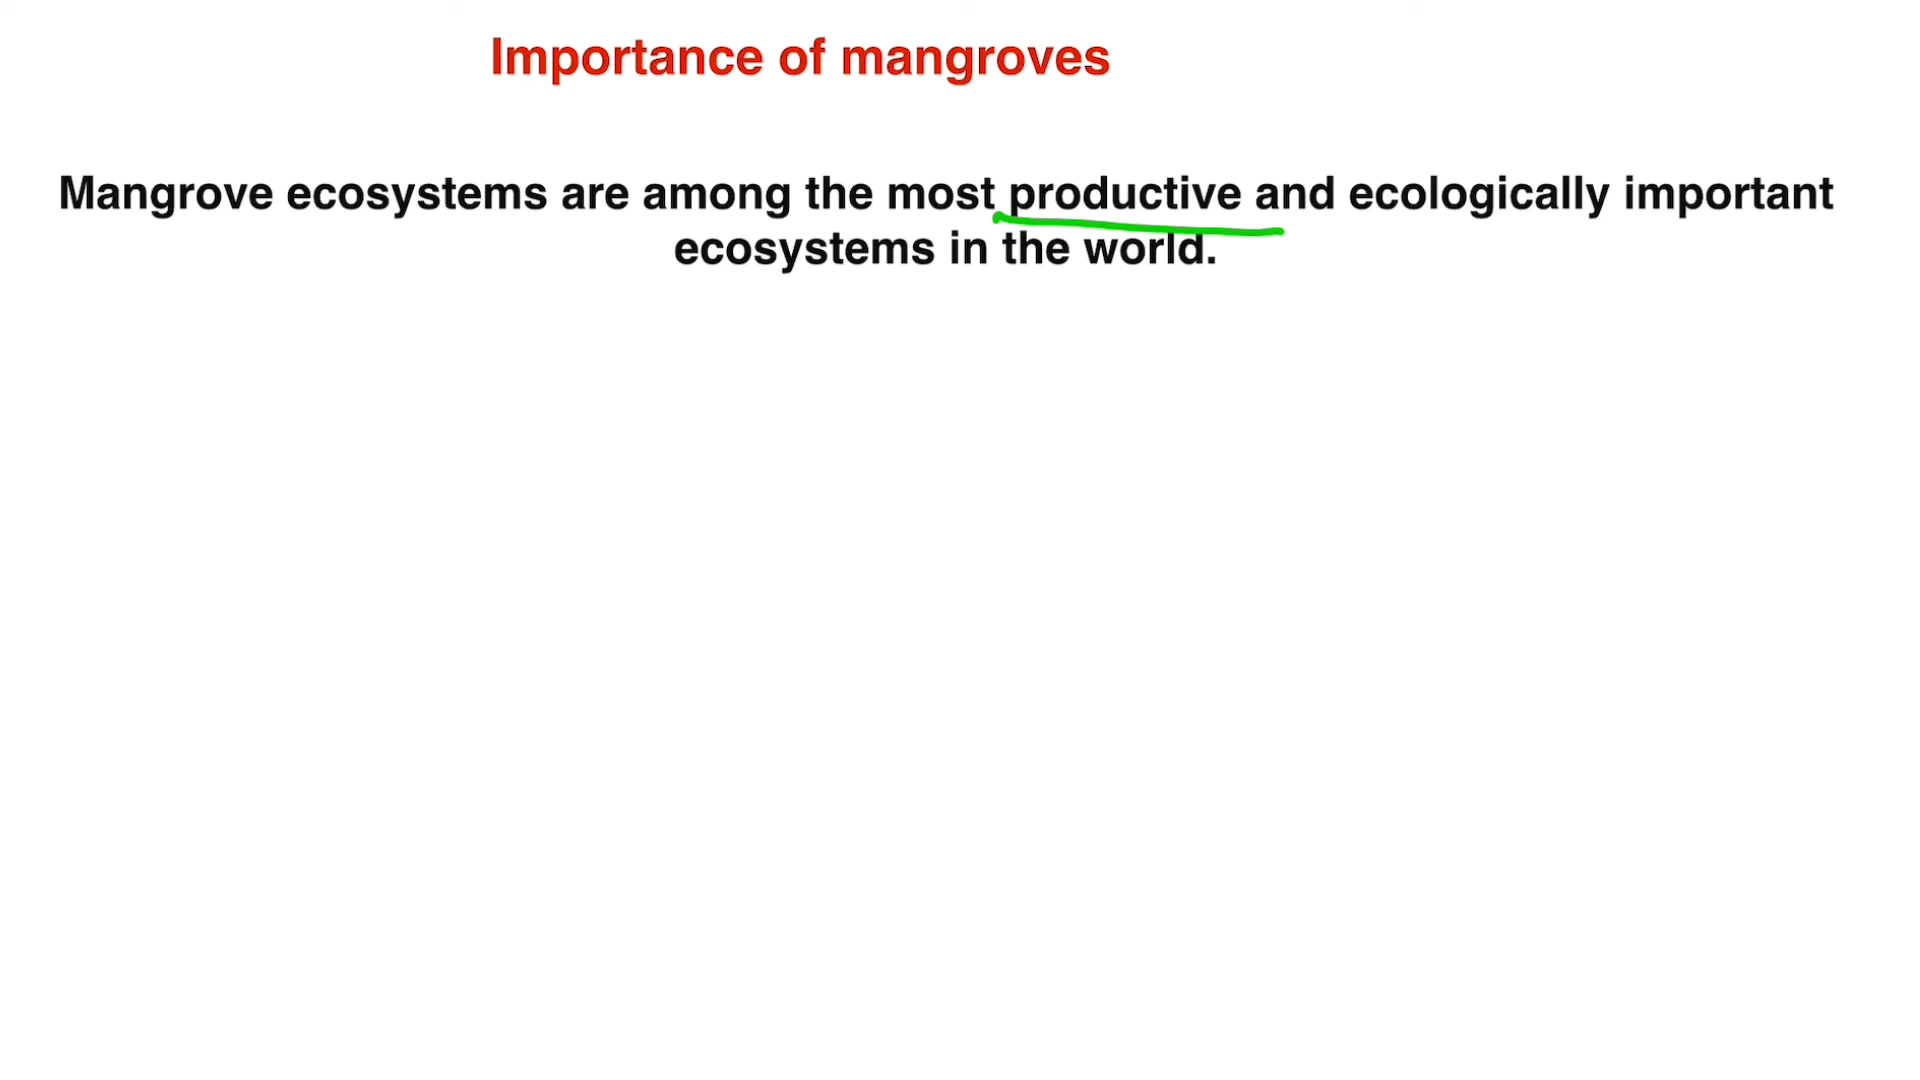 Importance of mangroves
Mangrove ecosystems are among the most productive and ecologically important
ecosystems in the world.